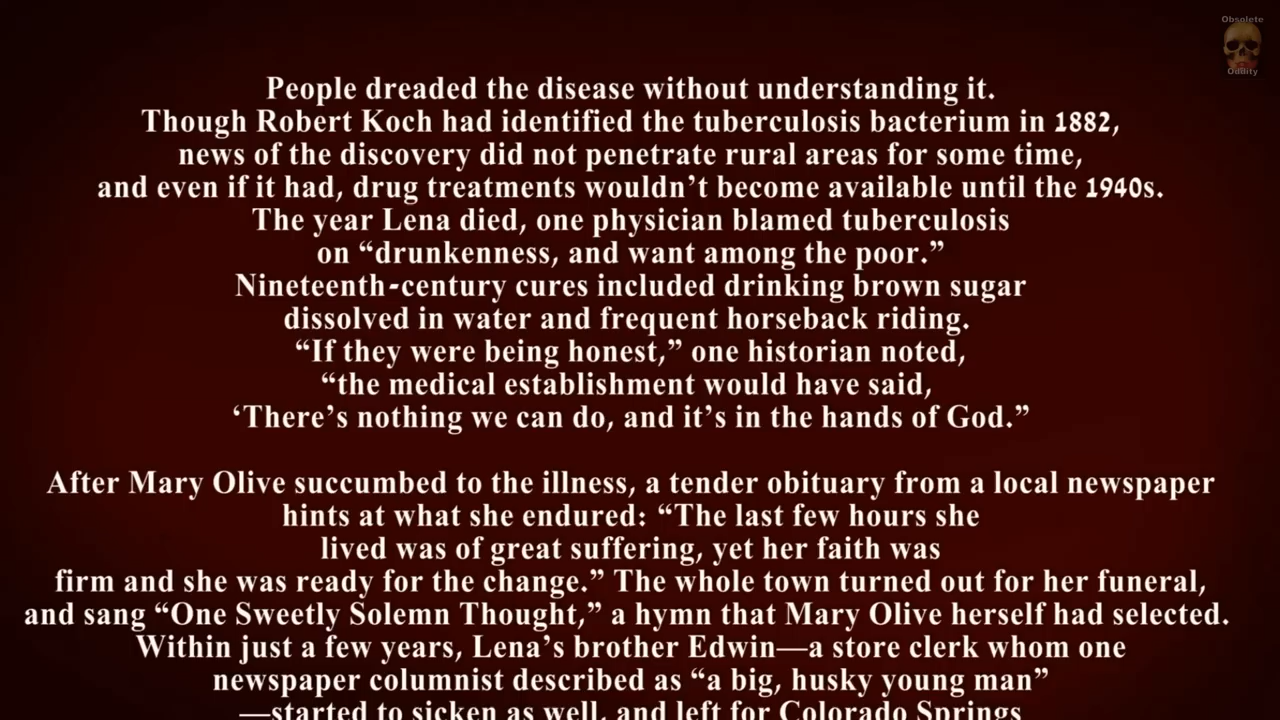 Obsolete
Oddity
People dreaded the disease without understanding it.
Though Robert Koch had identified the tuberculosis bacterium in 1882,
news of the discovery did not penetrate rural areas for some time,
and even if it had, drug treatments wouldn’t become available until the 1940s.
The year Lena died, one physician blamed tuberculosis
on “drunkenness, and want among the poor.”
Nineteenth-century cures included drinking brown sugar
dissolved in water and frequent horseback riding.
“If they were being honest,” one historian noted,
“the medical establishment would have said,
‘There’s nothing we can do, and it’s in the hands of God.”
After Mary Olive succumbed to the illness, a tender obituary from a local newspaper
hints at what she endured: “The last few hours she
lived was of great suffering, yet her faith was
firm and she was ready for the change.” The whole town turned out for her funeral,
and sang “One Sweetly Solemn Thought,” a hymn that Mary Olive herself had selected.
Within just a few years, Lena’s brother Edwin—a store clerk whom one
newspaper columnist described as “a big, husky young man”
—started to sicken as well, and left for Colorado Springs